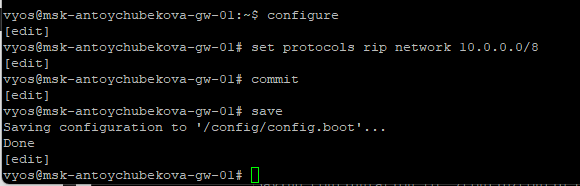 vyos@msk-antoychubekova-gw-01:~$ configure
[edit]
vyos@msk-antoychubekova-gw-01# set protocols rip network 10.0.0.0/8
[edit]
vyos@msk-antoychubekova-gw-01# commit
[edit]
vyos@msk-antoychubekova-gw-01# save
Saving configuration to '/config/config.boot'...
Done
[edit]
vyos@msk-antoychubekova-gw-01#